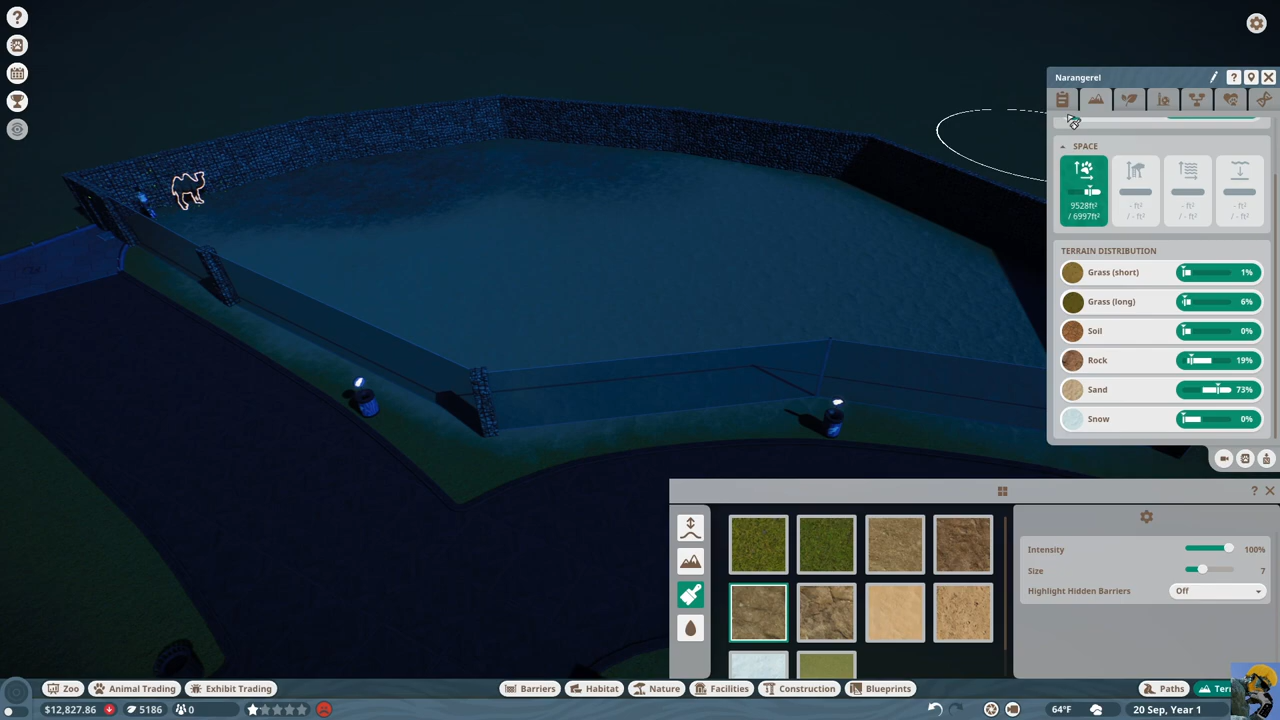 Narangerel
?
SPACE
9528ft²
/ 6997ft²
- ft²
/ - ft²
- ft²
/ - ft²
- ft²
/ - ft²
TERRAIN DISTRIBUTION
Grass (short) 1%
Grass (long) 6%
Soil 0%
Rock 19%
Sand 73%
Snow 0%
?
Intensity 100%
Size 7
Highlight Hidden Barriers Off
Zoo Animal Trading Exhibit Trading Barriers Habitat Nature Facilities Construction Blueprints Paths Terr
$12,827.86 5186 0 64°F 20 Sep, Year 1